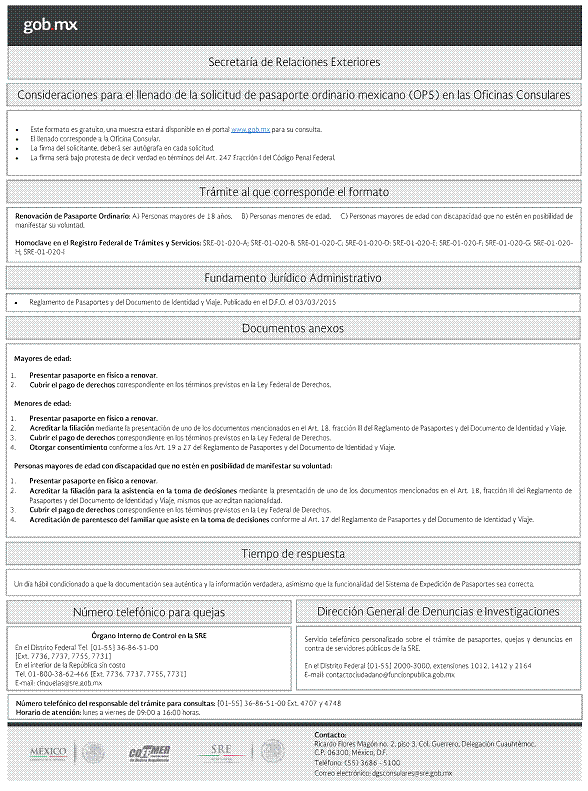 gob.mx
Secretaría de Relaciones Exteriores
Consideraciones para el llenado de la solicitud de pasaporte ordinario mexicano (OP5) en las Oficinas Consulares
• Este formato es gratuito, una muestra estará disponible en el portal www.gob.mx para su consulta.
• El llenado corresponde a la Oficina Consular.
• La firma del solicitante, deberá ser autógrafa en cada solicitud.
• La firma será bajo protesta de decir verdad en términos del Art. 247 Fracción I del Código Penal Federal.
Trámite al que corresponde el formato
Renovación de Pasaporte Ordinario: A) Personas mayores de 18 años. B) Personas menores de edad. C) Personas mayores de edad con discapacidad que no estén en posibilidad de
manifestar su voluntad.
Homoclave en el Registro Federal de Trámites y Servicios: SRE-01-020-A; SRE-01-020-B; SRE-01-020-C; SRE-01-020-D; SRE-01-020-E; SRE-01-020-F; SRE-01-020-G; SRE-01-020-
H; SRE-01-020-I
Fundamento Jurídico Administrativo
• Reglamento de Pasaportes y del Documento de Identidad y Viaje. Publicado en el D.F.O. el 03/03/2015
Documentos anexos
Mayores de edad:
1. Presentar pasaporte en físico a renovar.
2. Cubrir el pago de derechos correspondiente en los términos previstos en la Ley Federal de Derechos.
Menores de edad:
1. Presentar pasaporte en físico a renovar.
2. Acreditar la filiación mediante la presentación de uno de los documentos mencionados en el Art. 18, fracción III del Reglamento de Pasaportes y del Documento de Identidad y Viaje.
3. Cubrir el pago de derechos correspondiente en los términos previstos en la Ley Federal de Derechos.
4. Otorgar consentimiento conforme a los Art. 19 a 27 del Reglamento de Pasaportes y del Documento de Identidad y Viaje.
Personas mayores de edad con discapacidad que no estén en posibilidad de manifestar su voluntad:
1. Presentar pasaporte en físico a renovar.
2. Acreditar la filiación para la asistencia en la toma de decisiones mediante la presentación de uno de los documentos mencionados en el Art. 18, fracción III del Reglamento de
Pasaportes y del Documento de Identidad y Viaje, mismos que acreditan nacionalidad.
3. Cubrir el pago de derechos correspondiente en los términos previstos en la Ley Federal de Derechos.
4. Acreditación de parentesco del familiar que asiste en la toma de decisiones conforme al Art. 17 del Reglamento de Pasaportes y del Documento de Identidad y Viaje.
Tiempo de respuesta
Un día hábil condicionado a que la documentación sea auténtica y la información verdadera, asimismo que la funcionalidad del Sistema de Expedición de Pasaportes sea correcta.
Número telefónico para quejas
Órgano Interno de Control en la SRE
En el Distrito Federal Tel. [01-55] 36-86-51-00
[Ext. 7736, 7737, 7755, 7731]
En el interior de la República sin costo
Tel. 01-800-38-62-466 [Ext. 7736, 7737, 7755, 7731]
E-mail: cinquelas@sre.gob.mx
Dirección General de Denuncias e Investigaciones
Servicio telefónico personalizado sobre el trámite de pasaportes, quejas y denuncias en
contra de servidores públicos de la SRE.
En el Distrito Federal [01-55] 2000-3000, extensiones 1012, 1412 y 2164
E-mail contactociudadano@funcionpublica.gob.mx
Número telefónico del responsable del trámite para consultas: [01-55] 36-86-51-00 Ext. 4707 y 4748
Horario de atención: lunes a viernes de 09:00 a 16:00 horas.
MÉXICO
COFEMER
SRE
Contacto:
Ricardo Flores Magón no. 2, piso 3, Col. Guerrero, Delegación Cuauhtémoc,
C.P. 06300, México, D.F.
Teléfono: (55) 3686 - 5100
Correo electrónico: dgsconsulares@sre.gob.mx